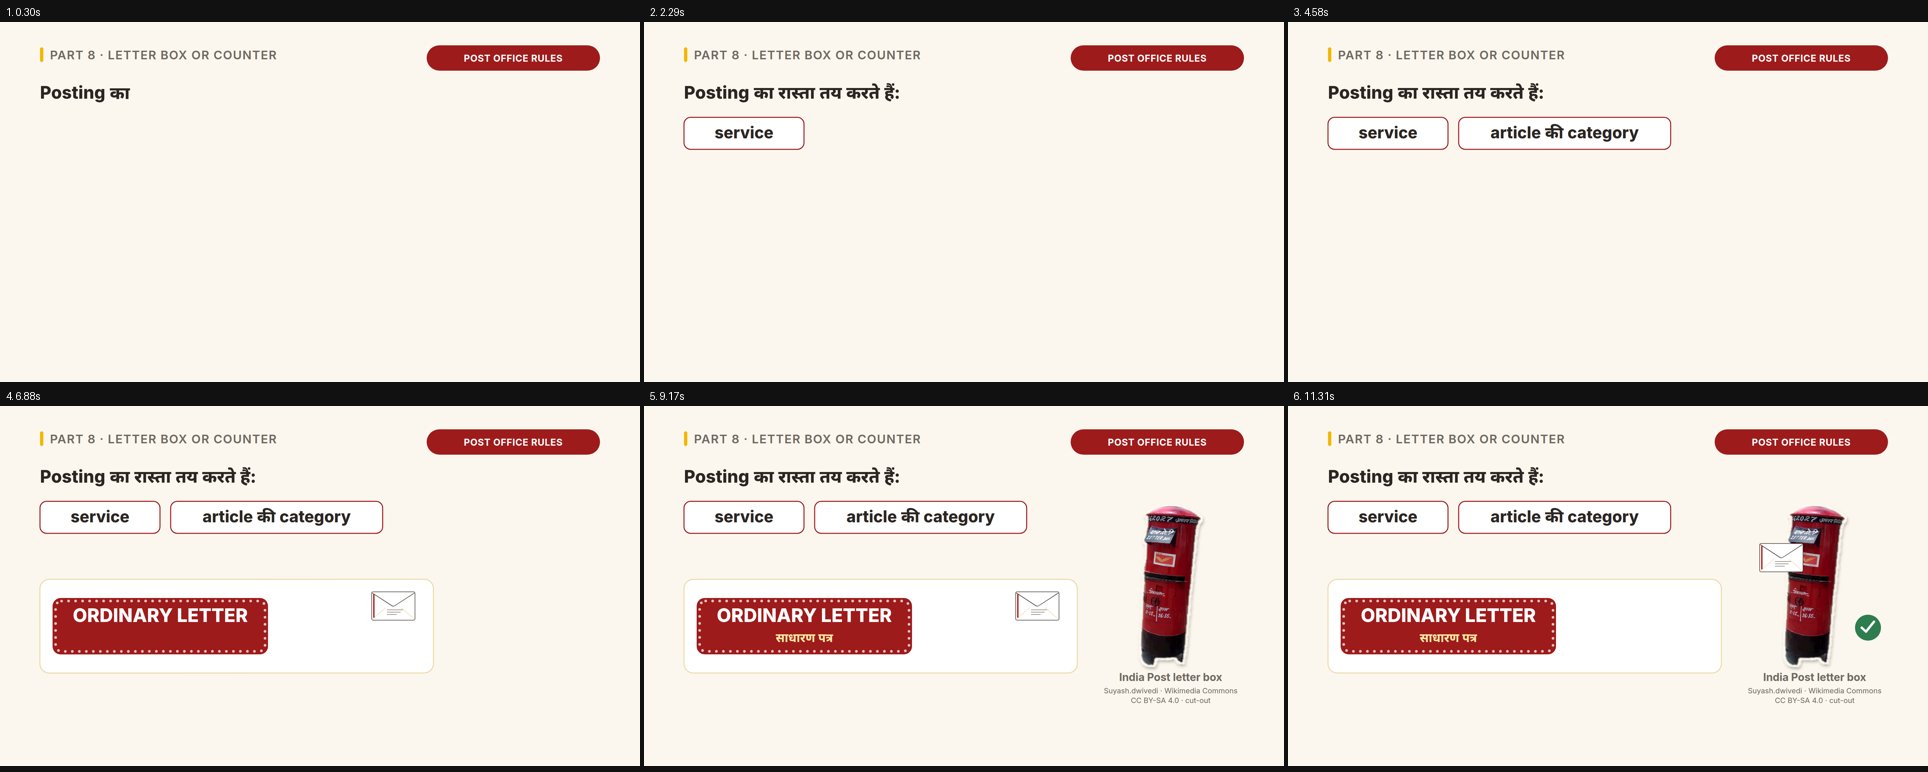 1. 0.30s
PART 8 · LETTER BOX OR COUNTER
POST OFFICE RULES
Posting का
2. 2.29s
PART 8 · LETTER BOX OR COUNTER
POST OFFICE RULES
Posting का रास्ता तय करते हैं:
service
3. 4.58s
PART 8 · LETTER BOX OR COUNTER
POST OFFICE RULES
Posting का रास्ता तय करते हैं:
service
article की category
4. 6.88s
PART 8 · LETTER BOX OR COUNTER
POST OFFICE RULES
Posting का रास्ता तय करते हैं:
service
article की category
ORDINARY LETTER
5. 9.17s
PART 8 · LETTER BOX OR COUNTER
POST OFFICE RULES
Posting का रास्ता तय करते हैं:
service
article की category
ORDINARY LETTER
साधारण पत्र
India Post letter box
Suyash.dwivedi · Wikimedia Commons
CC BY-SA 4.0 · cut-out
6. 11.31s
PART 8 · LETTER BOX OR COUNTER
POST OFFICE RULES
Posting का रास्ता तय करते हैं:
service
article की category
ORDINARY LETTER
साधारण पत्र
India Post letter box
Suyash.dwivedi · Wikimedia Commons
CC BY-SA 4.0 · cut-out